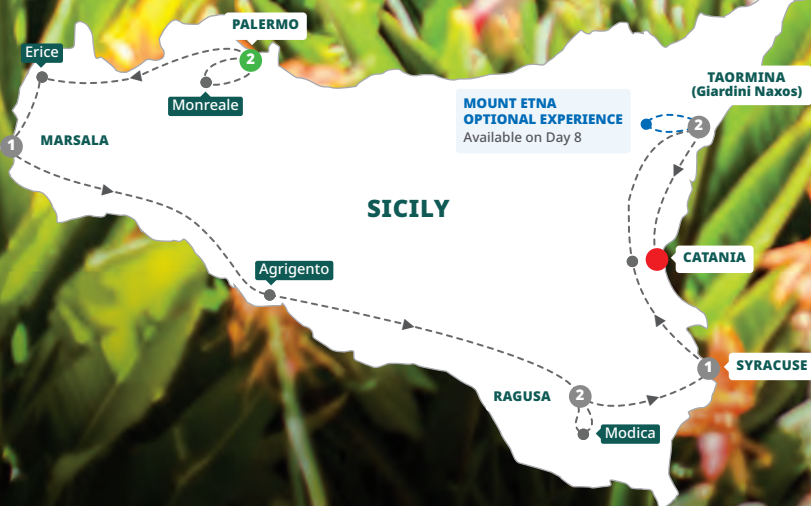 PALERMO
2
Erice
Monreale
TAORMINA
(Giardini Naxos)
MOUNT ETNA
OPTIONAL EXPERIENCE
Available on Day 8
2
1
MARSALA
SICILY
CATANIA
Agrigento
1
SYRACUSE
RAGUSA
2
Modica